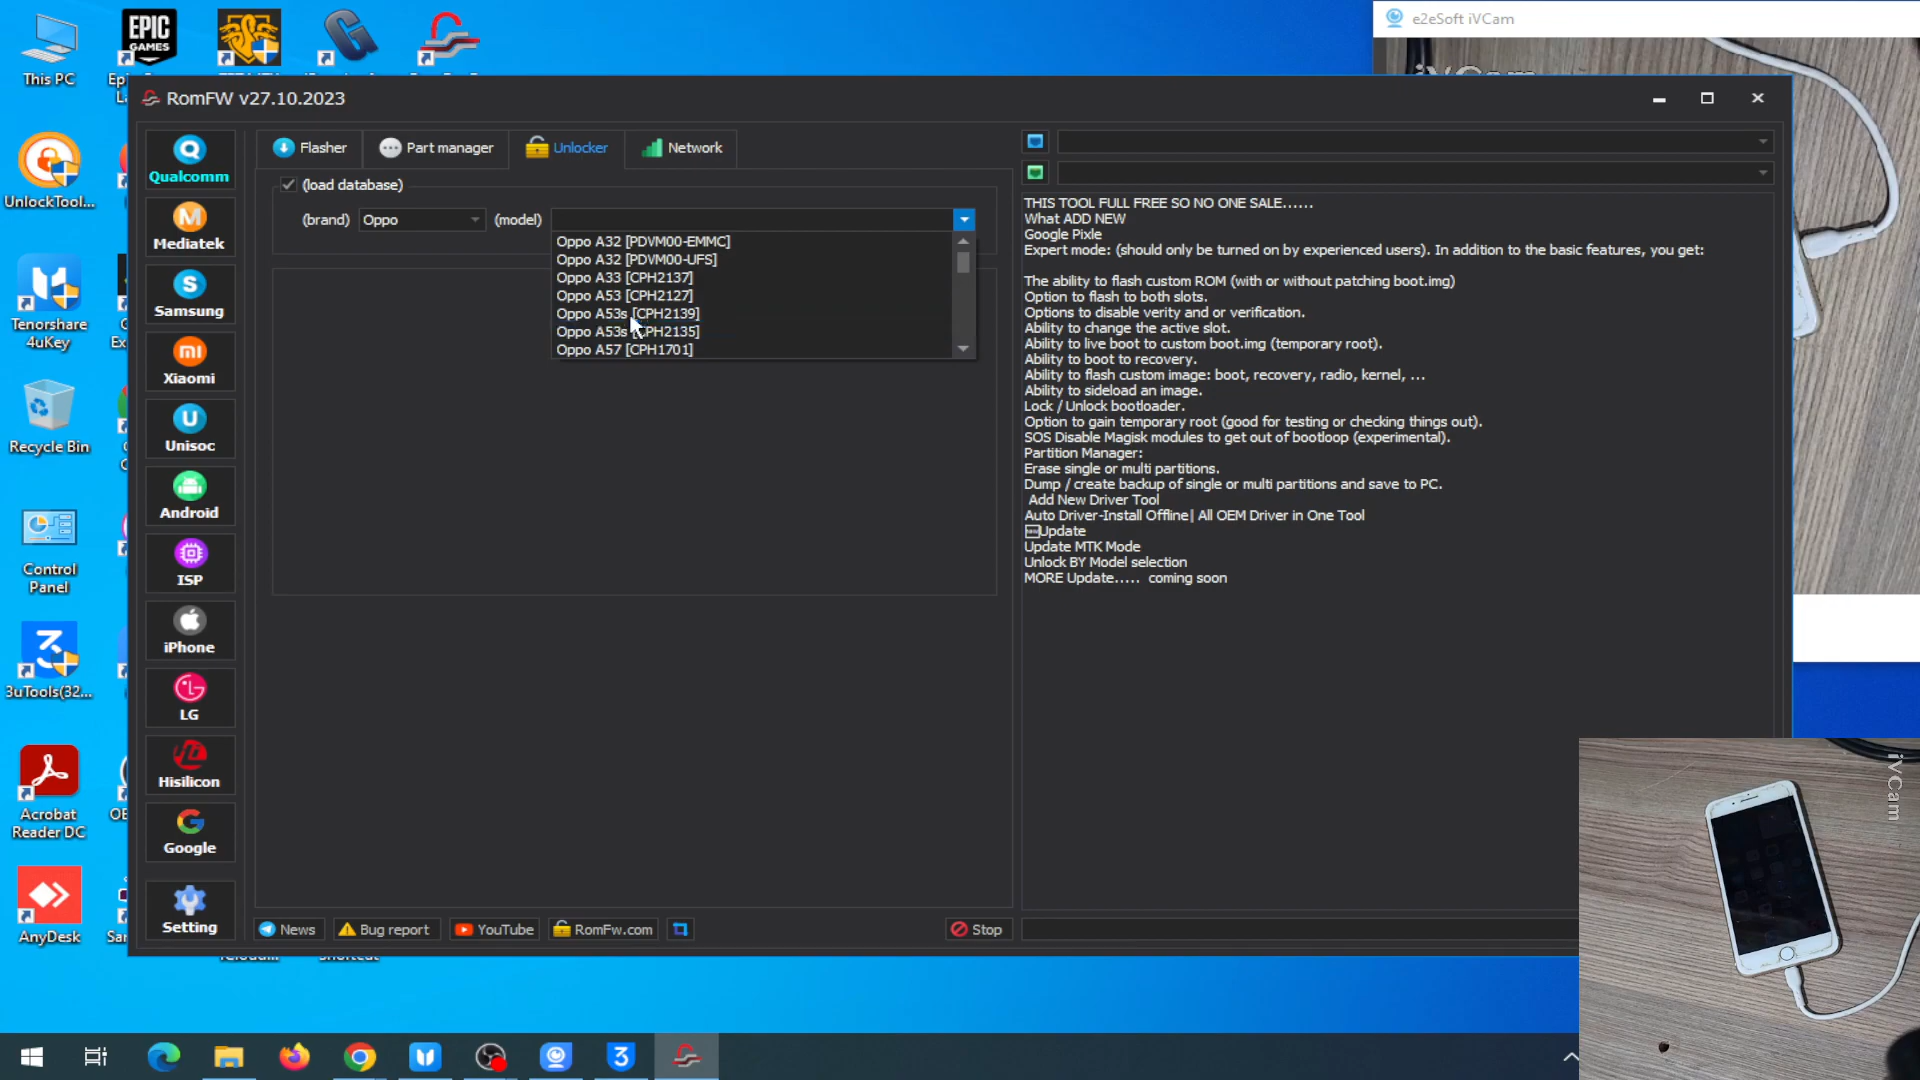 e2eSoft iVCam
iVCam
EPIC
GAMES
This PC
RomFW v27.10.2023
Qualcomm
Mediatek
Samsung
Xiaomi
Unisoc
Android
ISP
iPhone
LG
Hisilicon
Google
Setting
Flasher
Part manager
Unlocker
Network
(load database)
(brand)
Oppo
(model)
Oppo A32 [PDVM00-EMMC]
Oppo A32 [PDVM00-UFS]
Oppo A33 [CPH2137]
Oppo A53 [CPH2127]
Oppo A53s [CPH2139]
Oppo A53s [CPH2135]
Oppo A57 [CPH1701]
THIS TOOL FULL FREE SO NO ONE SALE......
What ADD NEW
Google Pixle
Expert mode: (should only be turned on by experienced users). In addition to the basic features, you get:
The ability to flash custom ROM (with or without patching boot.img)
Option to flash to both slots.
Options to disable verity and or verification.
Ability to change the active slot.
Ability to live boot to custom boot.img (temporary root).
Ability to boot to recovery.
Ability to flash custom image: boot, recovery, radio, kernel, ...
Ability to sideload an image.
Lock / Unlock bootloader.
Option to gain temporary root (good for testing or checking things out).
SOS Disable Magisk modules to get out of bootloop (experimental).
Partition Manager:
Erase single or multi partitions.
Dump / create backup of single or multi partitions and save to PC.
Add New Driver Tool
Auto Driver-Install Offline| All OEM Driver in One Tool
Update
Update MTK Mode
Unlock BY Model selection
MORE Update..... coming soon
News
Bug report
YouTube
RomFw.com
Stop
UnlockTool...
Tenorshare
4uKey
Recycle Bin
Control
Panel
3uTools(32...
Acrobat
Reader DC
AnyDesk
iVCam